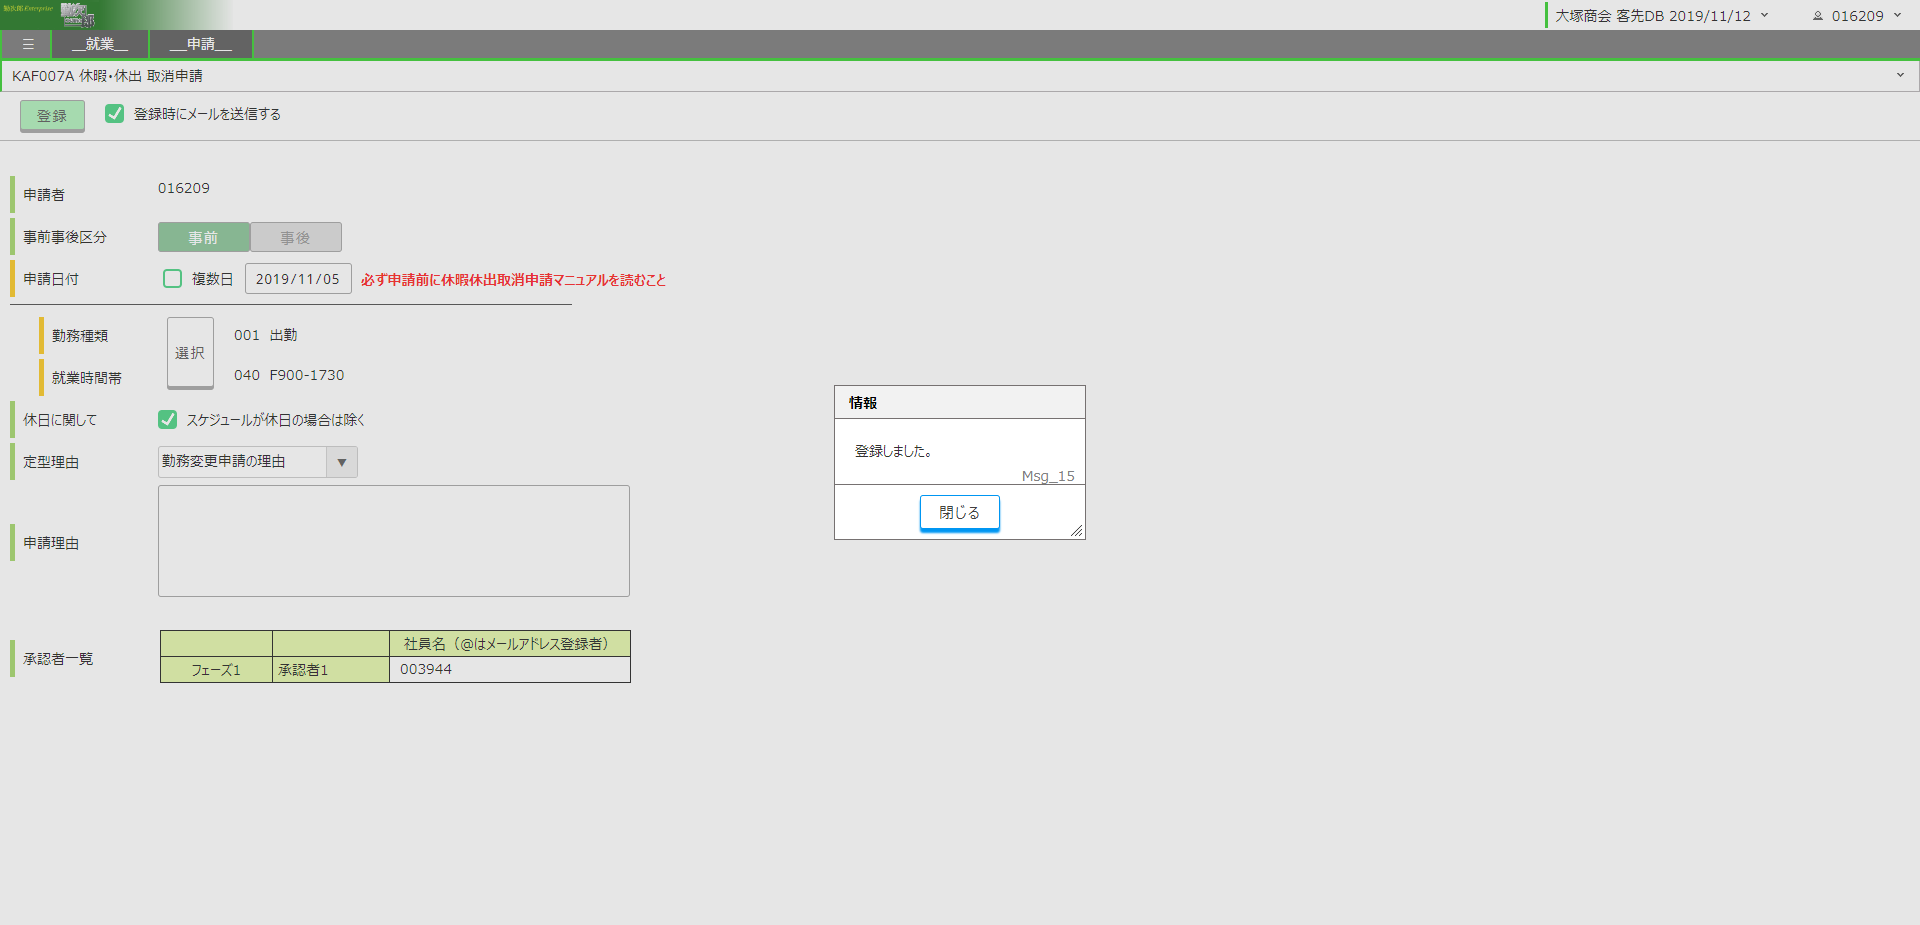 勤次郎 Enterprise
大塚商会 客先DB 2019/11/12
016209
__就業__
__申請__
KAF007A 休暇・休出 取消申請
登録
登録時にメールを送信する
申請者
016209
事前事後区分
事前
事後
申請日付
複数日
2019/11/05
必ず申請前に休暇休出取消申請マニュアルを読むこと
勤務種類
選択
001 出勤
就業時間帯
040 F900-1730
休日に関して
スケジュールが休日の場合は除く
定型理由
勤務変更申請の理由
申請理由
承認者一覧
社員名（@はメールアドレス登録者）
フェーズ1
承認者1
003944
情報
登録しました。
Msg_15
閉じる